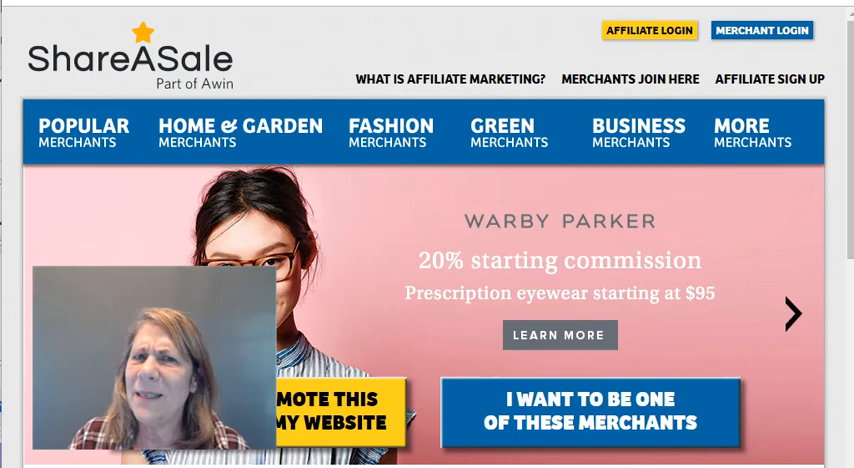 ShareASale
Part of Awin
AFFILIATE LOGIN
MERCHANT LOGIN
WHAT IS AFFILIATE MARKETING?
MERCHANTS JOIN HERE
AFFILIATE SIGN UP
POPULAR
MERCHANTS
HOME & GARDEN
MERCHANTS
FASHION
MERCHANTS
GREEN
MERCHANTS
BUSINESS
MERCHANTS
MORE
MERCHANTS
WARBY PARKER
20% starting commission
Prescription eyewear starting at $95
LEARN MORE
MOTE THIS
MY WEBSITE
I WANT TO BE ONE
OF THESE MERCHANTS